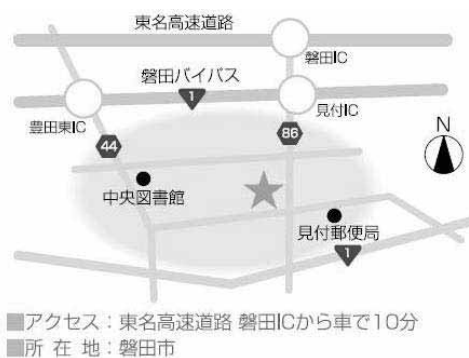 東名高速道路
磐田IC
磐田バイパス
1
豊田東IC
見付IC
44
86
N
中央図書館
見付郵便局
1
■アクセス：東名高速道路 磐田ICから車で10分
■所 在 地：磐田市